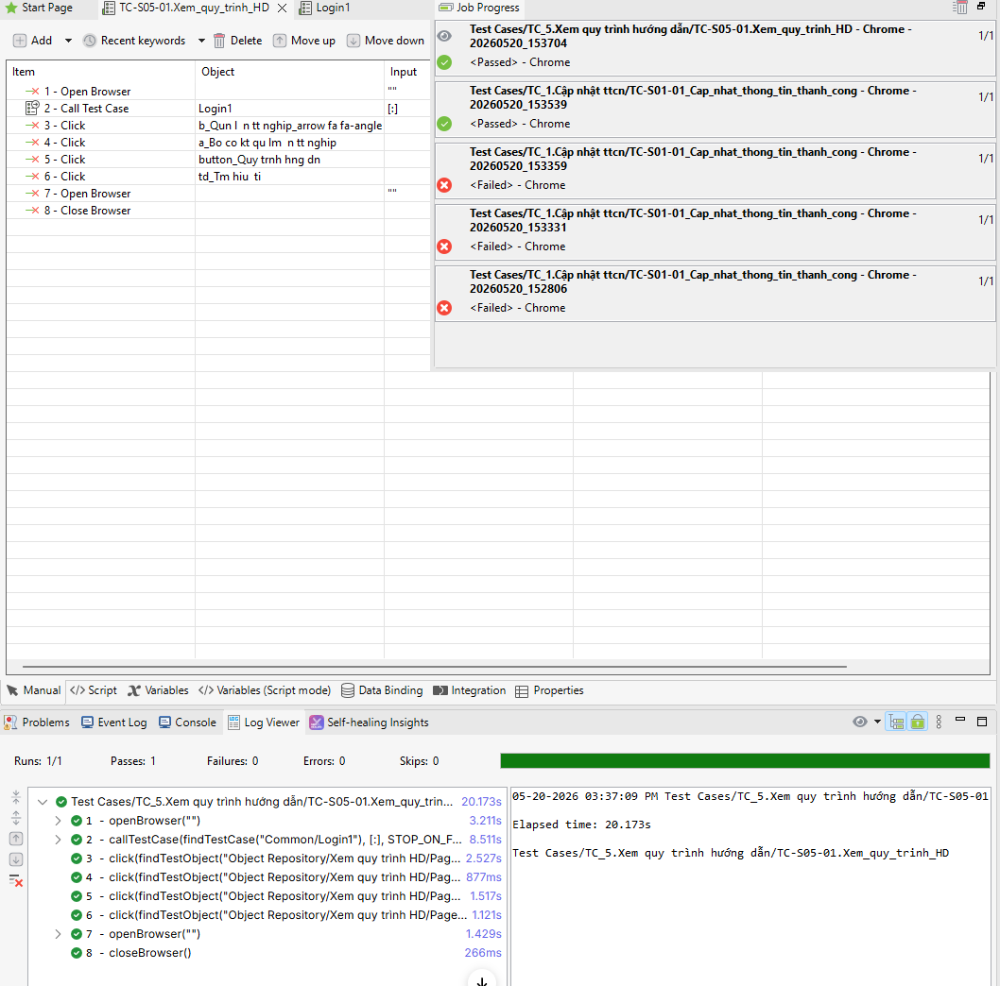 Start Page TC-S05-01.Xem_quy_trinh_HD Login1
Job Progress
Add Recent keywords Delete Move up Move down
Item Object Input
1 - Open Browser ""
2 - Call Test Case Login1 [:]
3 - Click b_Qun l n tt nghip_arrow fa fa-angle
4 - Click a_Bo co kt qu lm n tt nghip
5 - Click button_Quy trnh hng dn
6 - Click td_Tm hiu ti
7 - Open Browser ""
8 - Close Browser
Test Cases/TC_5.Xem quy trình hướng dẫn/TC-S05-01.Xem_quy_trinh_HD - Chrome - 1/1
20260520_153704
<Passed> - Chrome
Test Cases/TC_1.Cập nhật ttcn/TC-S01-01_Cap_nhat_thong_tin_thanh_cong - Chrome - 1/1
20260520_153539
<Passed> - Chrome
Test Cases/TC_1.Cập nhật ttcn/TC-S01-01_Cap_nhat_thong_tin_thanh_cong - Chrome - 1/1
20260520_153359
<Failed> - Chrome
Test Cases/TC_1.Cập nhật ttcn/TC-S01-01_Cap_nhat_thong_tin_thanh_cong - Chrome - 1/1
20260520_153331
<Failed> - Chrome
Test Cases/TC_1.Cập nhật ttcn/TC-S01-01_Cap_nhat_thong_tin_thanh_cong - Chrome - 1/1
20260520_152806
<Failed> - Chrome
Manual </> Script Variables </> Variables (Script mode) Data Binding Integration Properties
Problems Event Log Console Log Viewer Self-healing Insights
Runs: 1/1 Passes: 1 Failures: 0 Errors: 0 Skips: 0
Test Cases/TC_5.Xem quy trình hướng dẫn/TC-S05-01.Xem_quy_trin... 20.173s
1 - openBrowser("") 3.211s
2 - callTestCase(findTestCase("Common/Login1"), [:], STOP_ON_F... 8.511s
3 - click(findTestObject("Object Repository/Xem quy trình HD/Pag... 2.527s
4 - click(findTestObject("Object Repository/Xem quy trình HD/Pag... 877ms
5 - click(findTestObject("Object Repository/Xem quy trình HD/Pag... 1.517s
6 - click(findTestObject("Object Repository/Xem quy trình HD/Page... 1.121s
7 - openBrowser("") 1.429s
8 - closeBrowser() 266ms
05-20-2026 03:37:09 PM Test Cases/TC_5.Xem quy trình hướng dẫn/TC-S05-01
Elapsed time: 20.173s
Test Cases/TC_5.Xem quy trình hướng dẫn/TC-S05-01.Xem_quy_trinh_HD